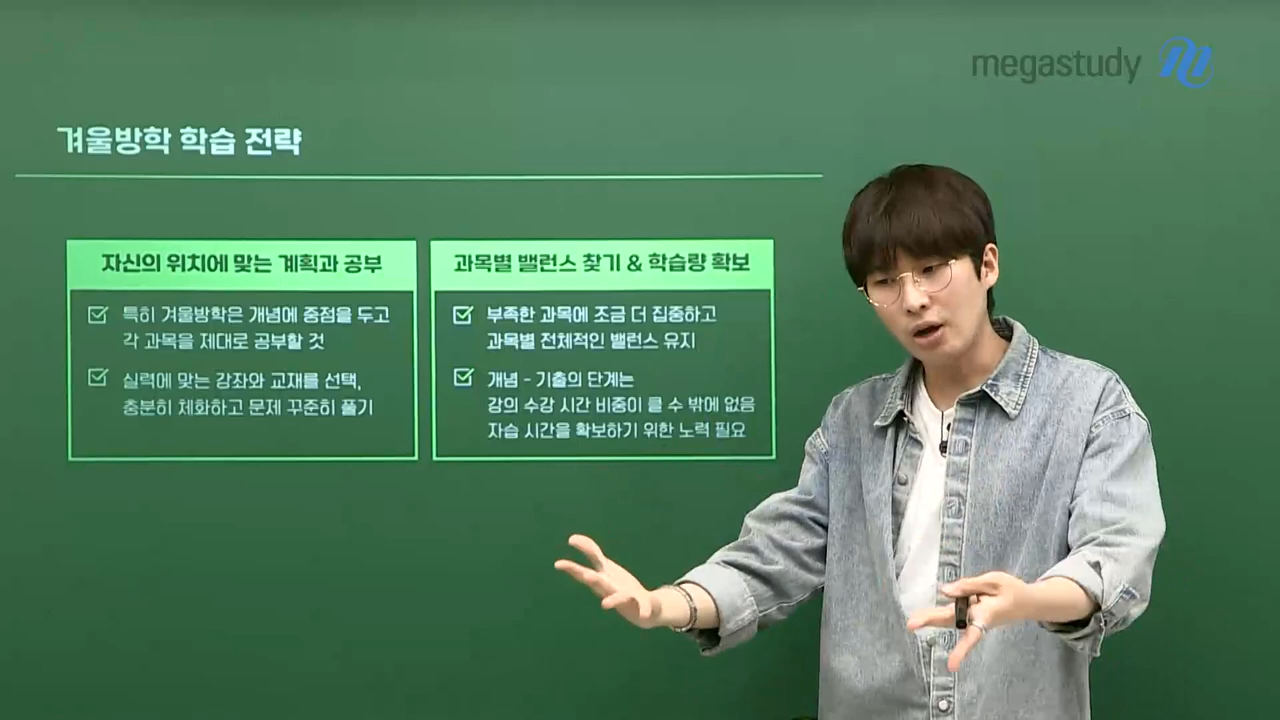 megastudy
겨울방학 학습 전략
자신의 위치에 맞는 계획과 공부
특히 겨울방학은 개념에 중점을 두고
각 과목을 제대로 공부할 것
실력에 맞는 강좌와 교재를 선택,
충분히 체화하고 문제 꾸준히 풀기
과목별 밸런스 찾기 & 학습량 확보
부족한 과목에 조금 더 집중하고
과목별 전체적인 밸런스 유지
개념 - 기출의 단계는
강의 수강 시간 비중이 클 수 밖에 없음
자습 시간을 확보하기 위한 노력 필요